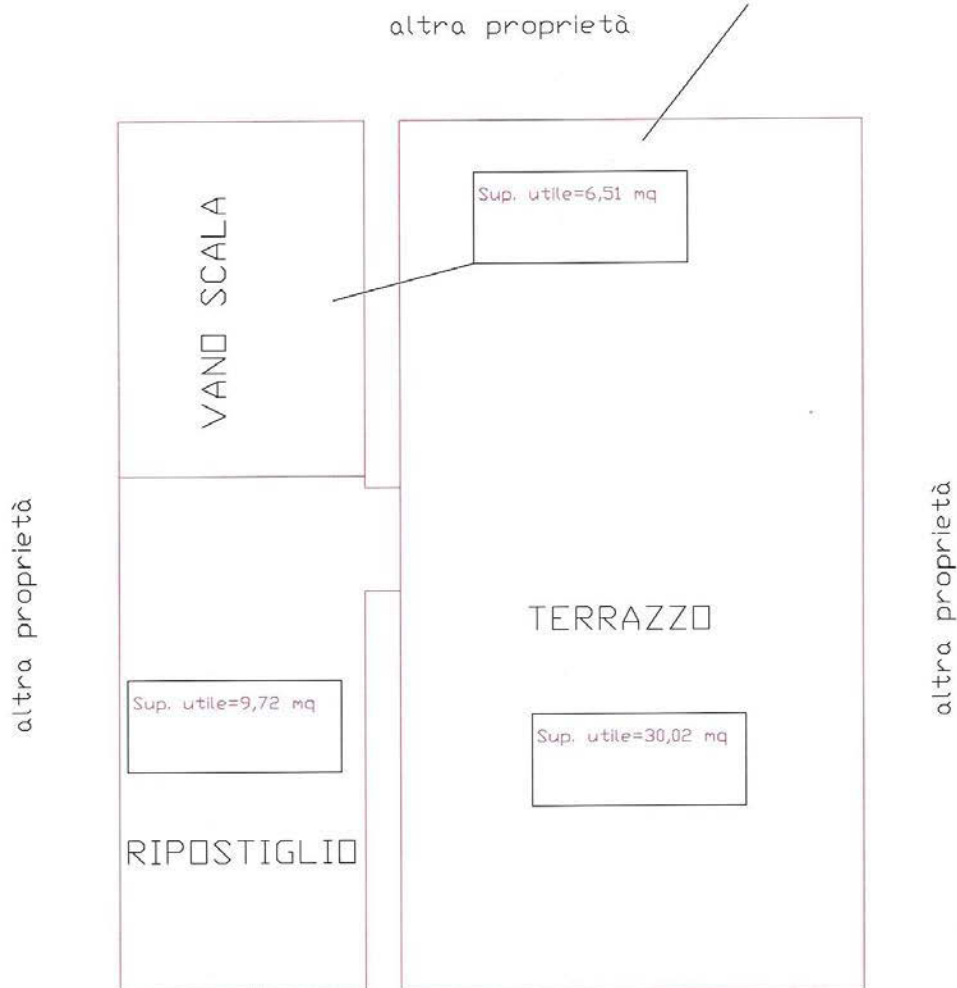 altra proprietà
Sup. utile=6,51 mq
VANO SCALA
altra proprietà
altra proprietà
TERRAZZO
Sup. utile=9,72 mq
Sup. utile=30,02 mq
RIPOSTIGLIO